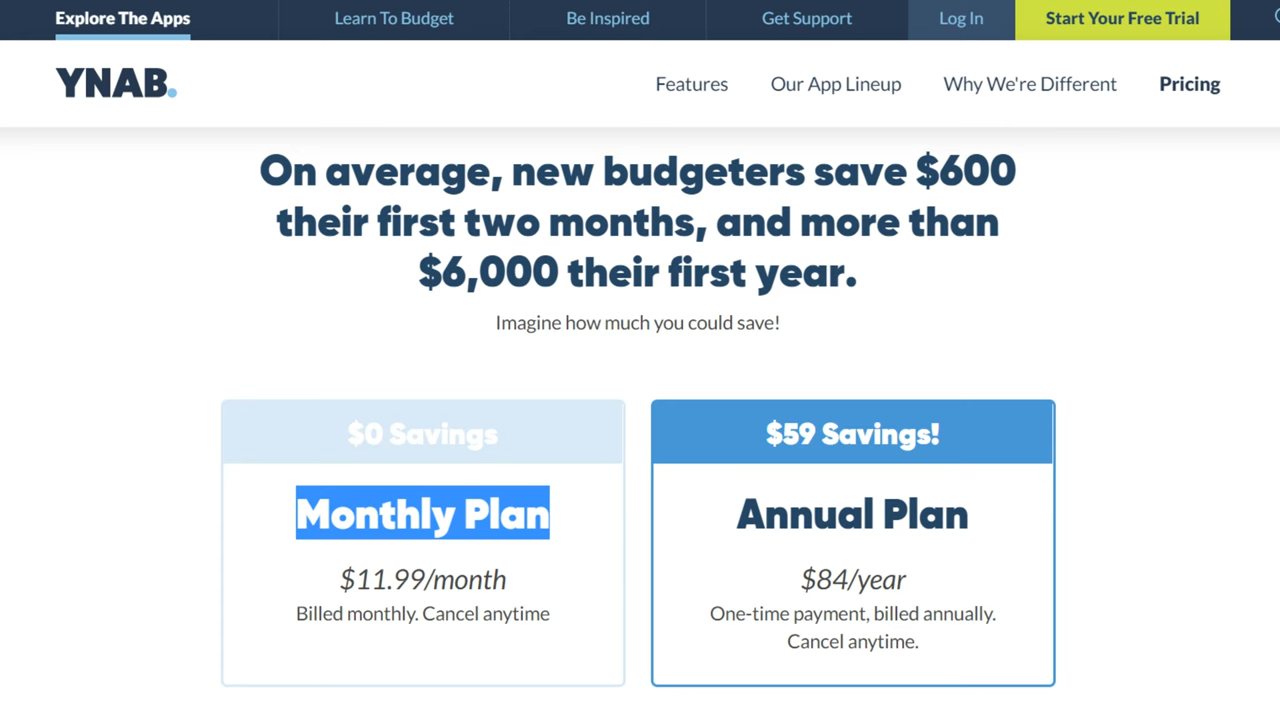 Explore The Apps
Learn To Budget
Be Inspired
Get Support
Log In
Start Your Free Trial
YNAB.
Features
Our App Lineup
Why We're Different
Pricing
On average, new budgeters save $600
their first two months, and more than
$6,000 their first year.
Imagine how much you could save!
$0 Savings
Monthly Plan
$11.99/month
Billed monthly. Cancel anytime
$59 Savings!
Annual Plan
$84/year
One-time payment, billed annually.
Cancel anytime.